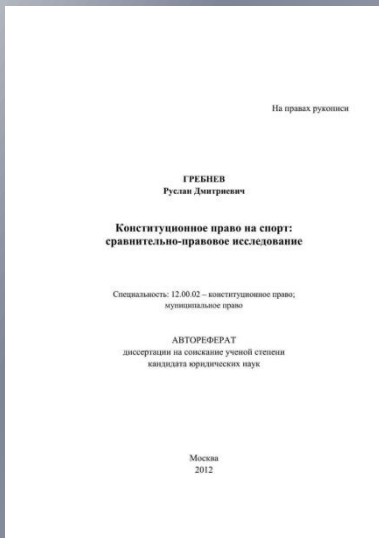 На правах рукописи
ГРЕБНЕВ
Руслан Дмитриевич
Конституционное право на спорт:
сравнительно-правовое исследование
Специальность: 12.00.02 – конституционное право;
муниципальное право
АВТОРЕФЕРАТ
диссертации на соискание ученой степени
кандидата юридических наук
Москва
2012